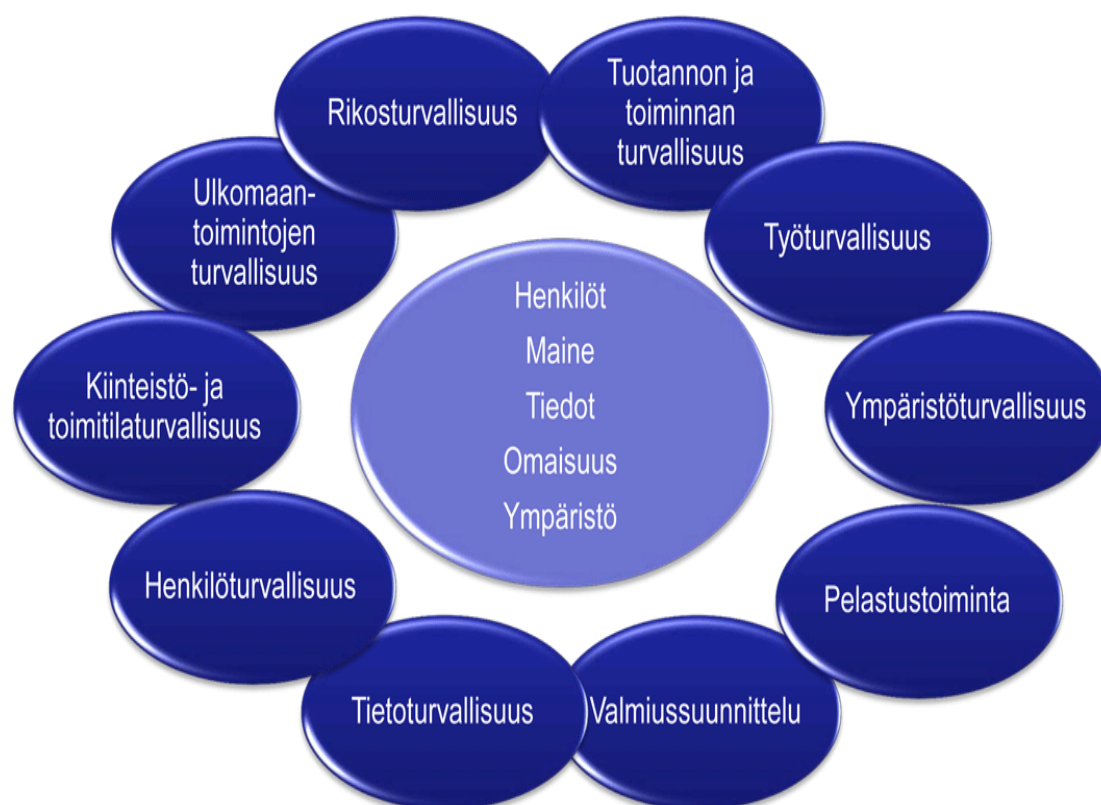 Rikosturvallisuus
Tuotannon ja
toiminnan
turvallisuus
Työturvallisuus
Ympäristöturvallisuus
Pelastustoiminta
Valmiussuunnittelu
Tietoturvallisuus
Henkilöturvallisuus
Kiinteistö- ja
toimitilaturvallisuus
Ulkomaan-
toimintojen
turvallisuus
Henkilöt
Maine
Tiedot
Omaisuus
Ympäristö